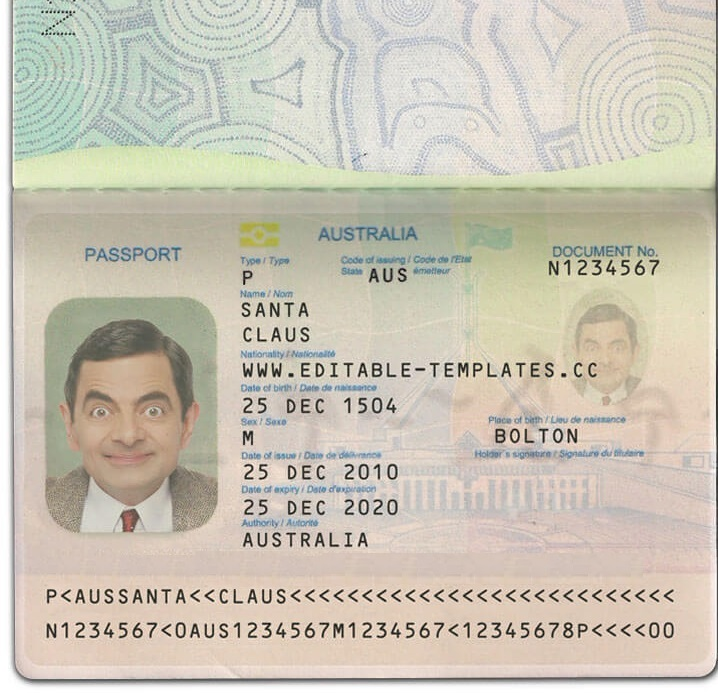 PASSPORT
AUSTRALIA
DOCUMENT No.
Type / Type
Code of issuing / Code de l'Etat
State émetteur
P
AUS
N1234567
Name / Nom
SANTA
CLAUS
Nationality / Nationalité
WWW.EDITABLE-TEMPLATES.CC
Date of birth / Date de naissance
25 DEC 1504
Sex / Sexe
Place of birth / Lieu de naissance
M
BOLTON
Date of issue / Date de délivrance
Holder's signature / Signature du titulaire
25 DEC 2010
Date of expiry / Date d'expiration
25 DEC 2020
Authority / Autorité
AUSTRALIA
P<AUSSANTA<<CLAUS<<<<<<<<<<<<<<<<<<<<<<<<<<<
N1234567<0AUS1234567M1234567<12345678P<<<<00